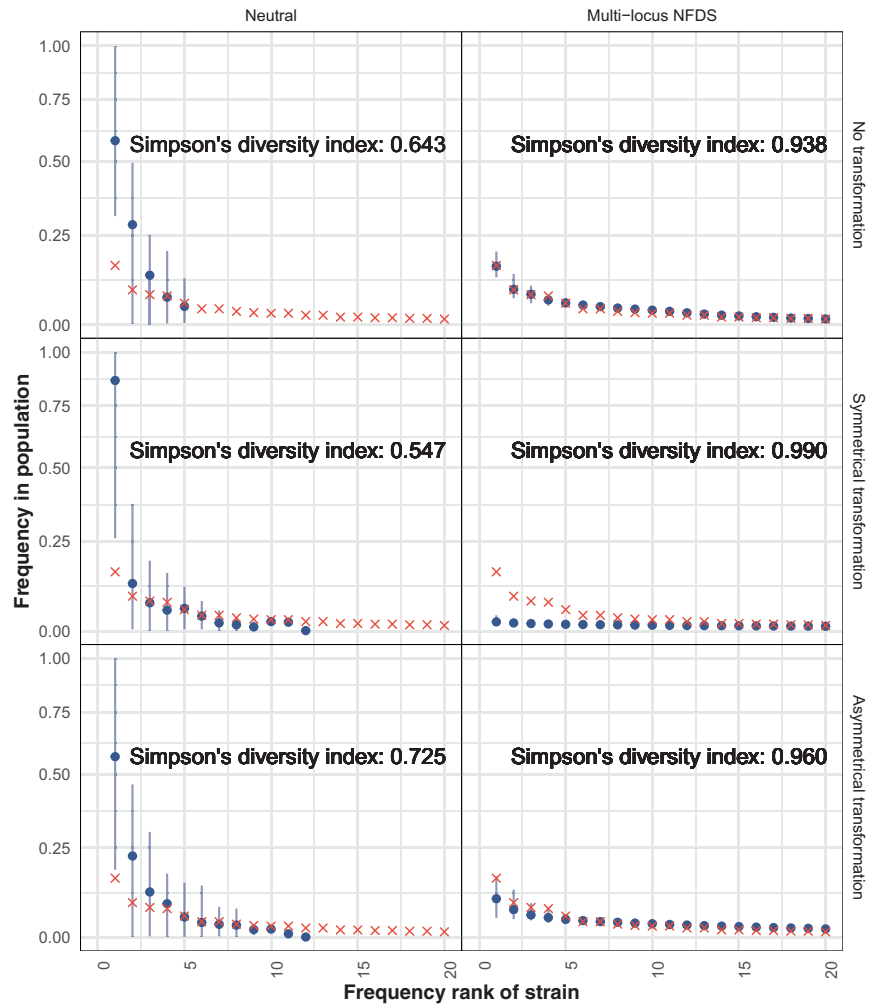 Neutral
Multi−locus NFDS
Frequency in population
1.00
0.75
0.50
0.25
0.00
Simpson's diversity index: 0.643
Simpson's diversity index: 0.938
No transformation
1.00
0.75
0.50
0.25
0.00
Simpson's diversity index: 0.547
Simpson's diversity index: 0.990
Symmetrical transformation
1.00
0.75
0.50
0.25
0.00
Simpson's diversity index: 0.725
Simpson's diversity index: 0.960
Asymmetrical transformation
0
5
10
15
20
0
5
10
15
20
Frequency rank of strain